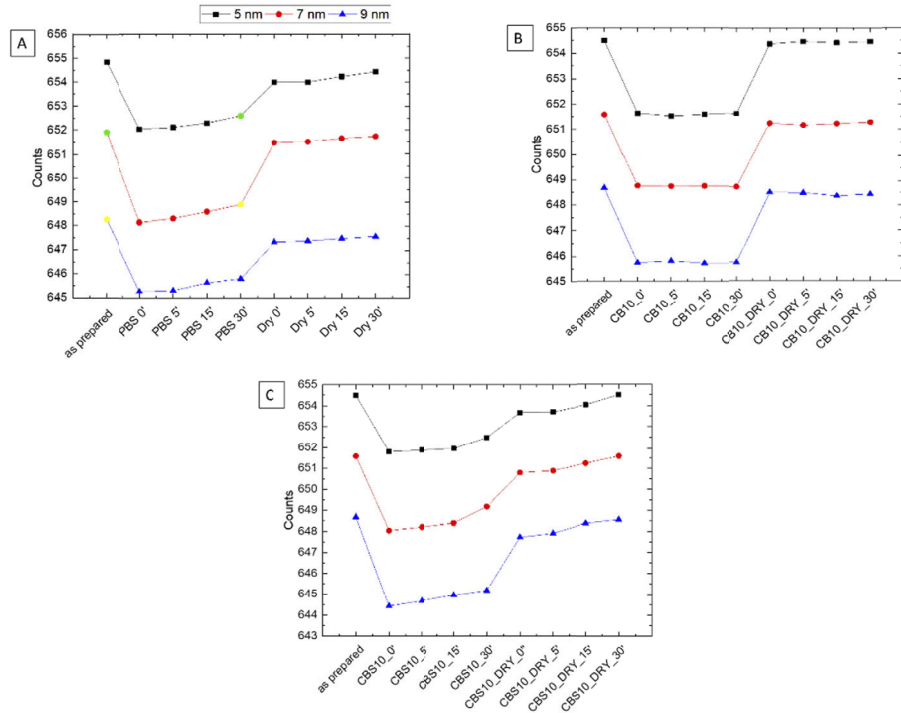 5 nm 7 nm 9 nm
A
656
655
654
653
652
651
650
649
648
647
646
645
Counts
as prepared
PBS 0'
PBS 5'
PBS 15'
PBS 30'
Dry 0'
Dry 5'
Dry 15'
Dry 30'
B
655
654
653
652
651
650
649
648
647
646
645
Counts
as prepared
CB10_0'
CB10_5'
CB10_15'
CB10_30'
CB10_DRY_0'
CB10_DRY_5'
CB10_DRY_15'
CB10_DRY_30'
C
655
654
653
652
651
650
649
648
647
646
645
644
643
Counts
as prepared
CBS10_0'
CBS10_5'
CBS10_15'
CBS10_30'
CBS10_DRY_0"
CBS10_DRY_5'
CBS10_DRY_15'
CBS10_DRY_30'